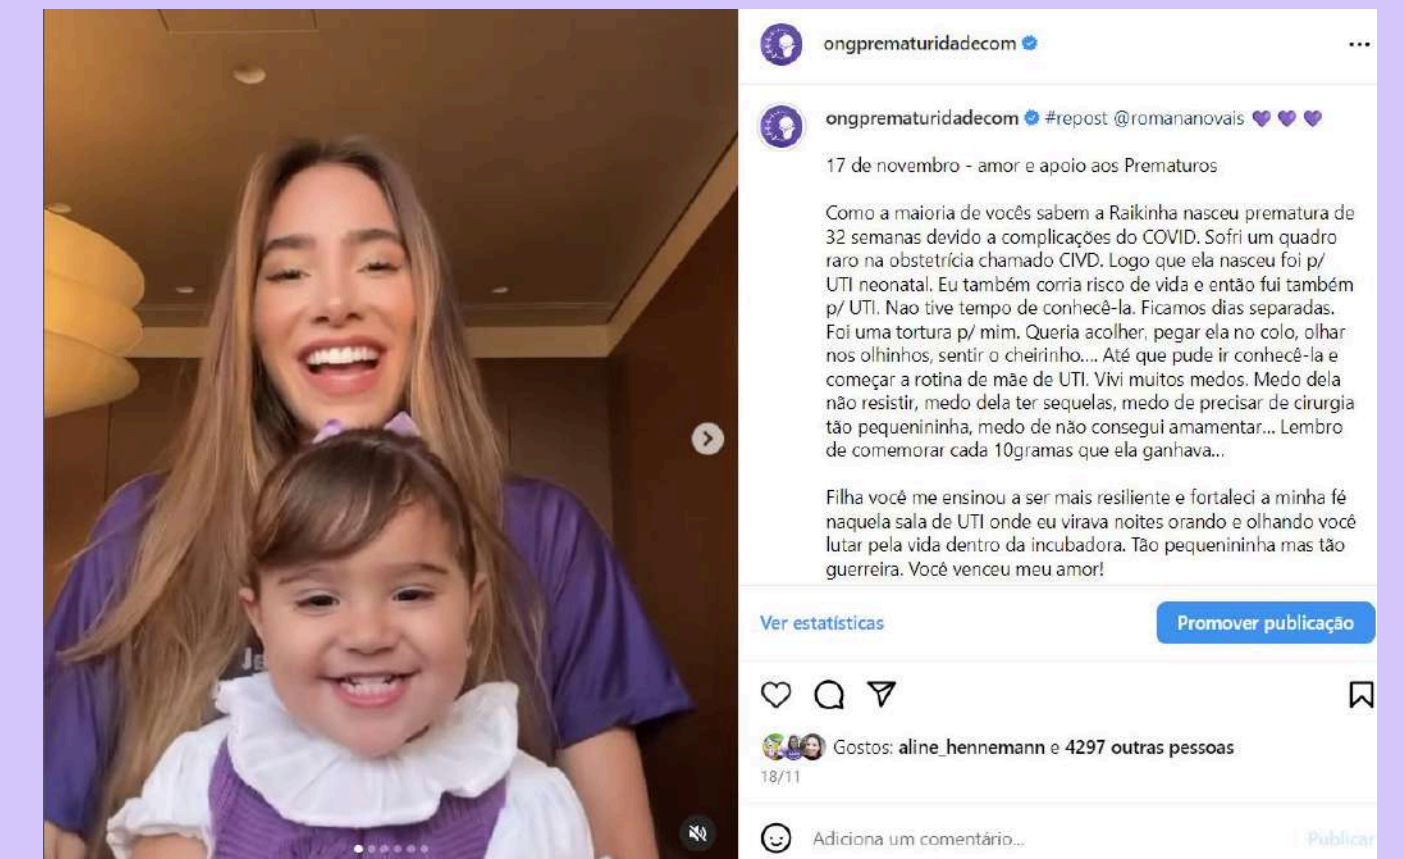 ongprematuridadecom
ongprematuridadecom #repost @romananovais 💜 💜 💜
17 de novembro - amor e apoio aos Prematuros
Como a maioria de vocês sabem a Raikinha nasceu prematura de
32 semanas devido a complicações do COVID. Sofri um quadro
raro na obstetrícia chamado CIVD. Logo que ela nasceu foi p/
UTI neonatal. Eu também corria risco de vida e então fui também
p/ UTI. Nao tive tempo de conhecê-la. Ficamos dias separadas.
Foi uma tortura p/ mim. Queria acolher, pegar ela no colo, olhar
nos olhinhos, sentir o cheirinho.... Até que pude ir conhecê-la e
começar a rotina de mãe de UTI. Vivi muitos medos. Medo dela
não resistir, medo dela ter sequelas, medo de precisar de cirurgia
tão pequenininha, medo de não consegui amamentar... Lembro
de comemorar cada 10gramas que ela ganhava...
Filha você me ensinou a ser mais resiliente e fortaleci a minha fé
naquela sala de UTI onde eu virava noites orando e olhando você
lutar pela vida dentro da incubadora. Tão pequenininha mas tão
guerreira. Você venceu meu amor!
Ver estatísticas
Promover publicação
Gostos: aline_hennemann e 4297 outras pessoas
18/11
Adiciona um comentário...
Publicar